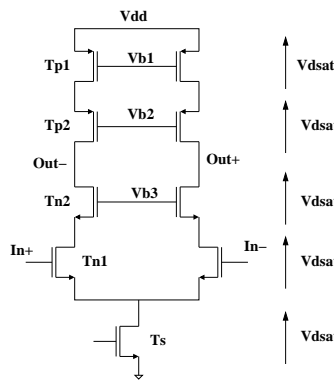 Vdd
Tp1
Vb1
Vdsat
Tp2
Vb2
Vdsat
Out−
Out+
Tn2
Vb3
Vdsat
In+
Tn1
In−
Vdsat
Ts
Vdsat